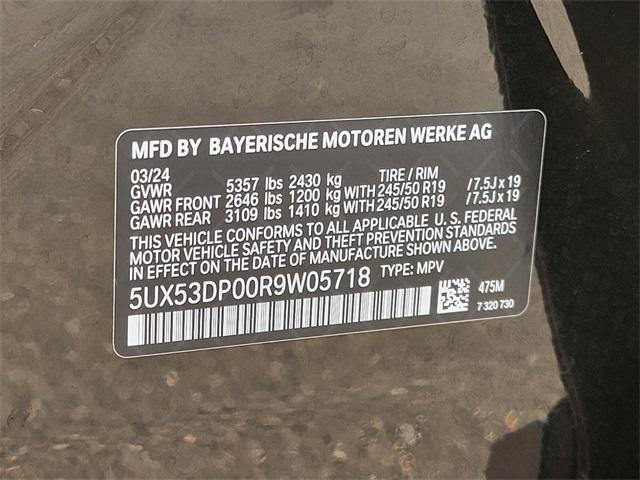 MFD BY BAYERISCHE MOTOREN WERKE AG
03/24 TIRE / RIM
GVWR 5357 lbs 2430 kg
GAWR FRONT 2646 lbs 1200 kg WITH 245/50 R19 / 7.5J x 19
GAWR REAR 3109 lbs 1410 kg WITH 245/50 R19 / 7.5J x 19
THIS VEHICLE CONFORMS TO ALL APPLICABLE U. S. FEDERAL
MOTOR VEHICLE SAFETY AND THEFT PREVENTION STANDARDS
IN EFFECT ON THE DATE OF MANUFACTURE SHOWN ABOVE.
5UX53DP00R9W05718 TYPE: MPV
475M
7 320 730